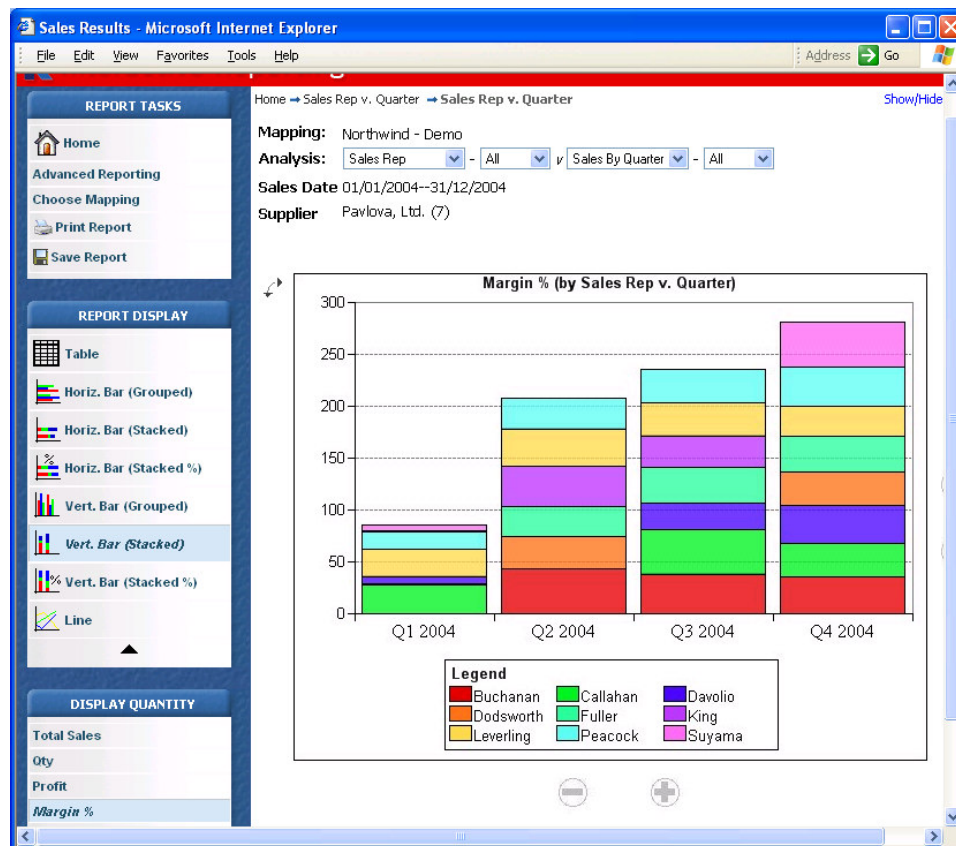 Sales Results - Microsoft Internet Explorer
File Edit View Favorites Tools Help
Address Go
REPORT TASKS
Home
Advanced Reporting
Choose Mapping
Print Report
Save Report
REPORT DISPLAY
Table
Horiz. Bar (Grouped)
Horiz. Bar (Stacked)
Horiz. Bar (Stacked %)
Vert. Bar (Grouped)
Vert. Bar (Stacked)
Vert. Bar (Stacked %)
Line
DISPLAY QUANTITY
Total Sales
Qty
Profit
Margin %
Home → Sales Rep v. Quarter → Sales Rep v. Quarter
Show/Hide
Mapping: Northwind - Demo
Analysis: Sales Rep - All v Sales By Quarter - All
Sales Date 01/01/2004--31/12/2004
Supplier Pavlova, Ltd. (7)
Margin % (by Sales Rep v. Quarter)
300
250
200
150
100
50
0
Q1 2004 Q2 2004 Q3 2004 Q4 2004
Legend
Buchanan Callahan Davolio
Dodsworth Fuller King
Leverling Peacock Suyama